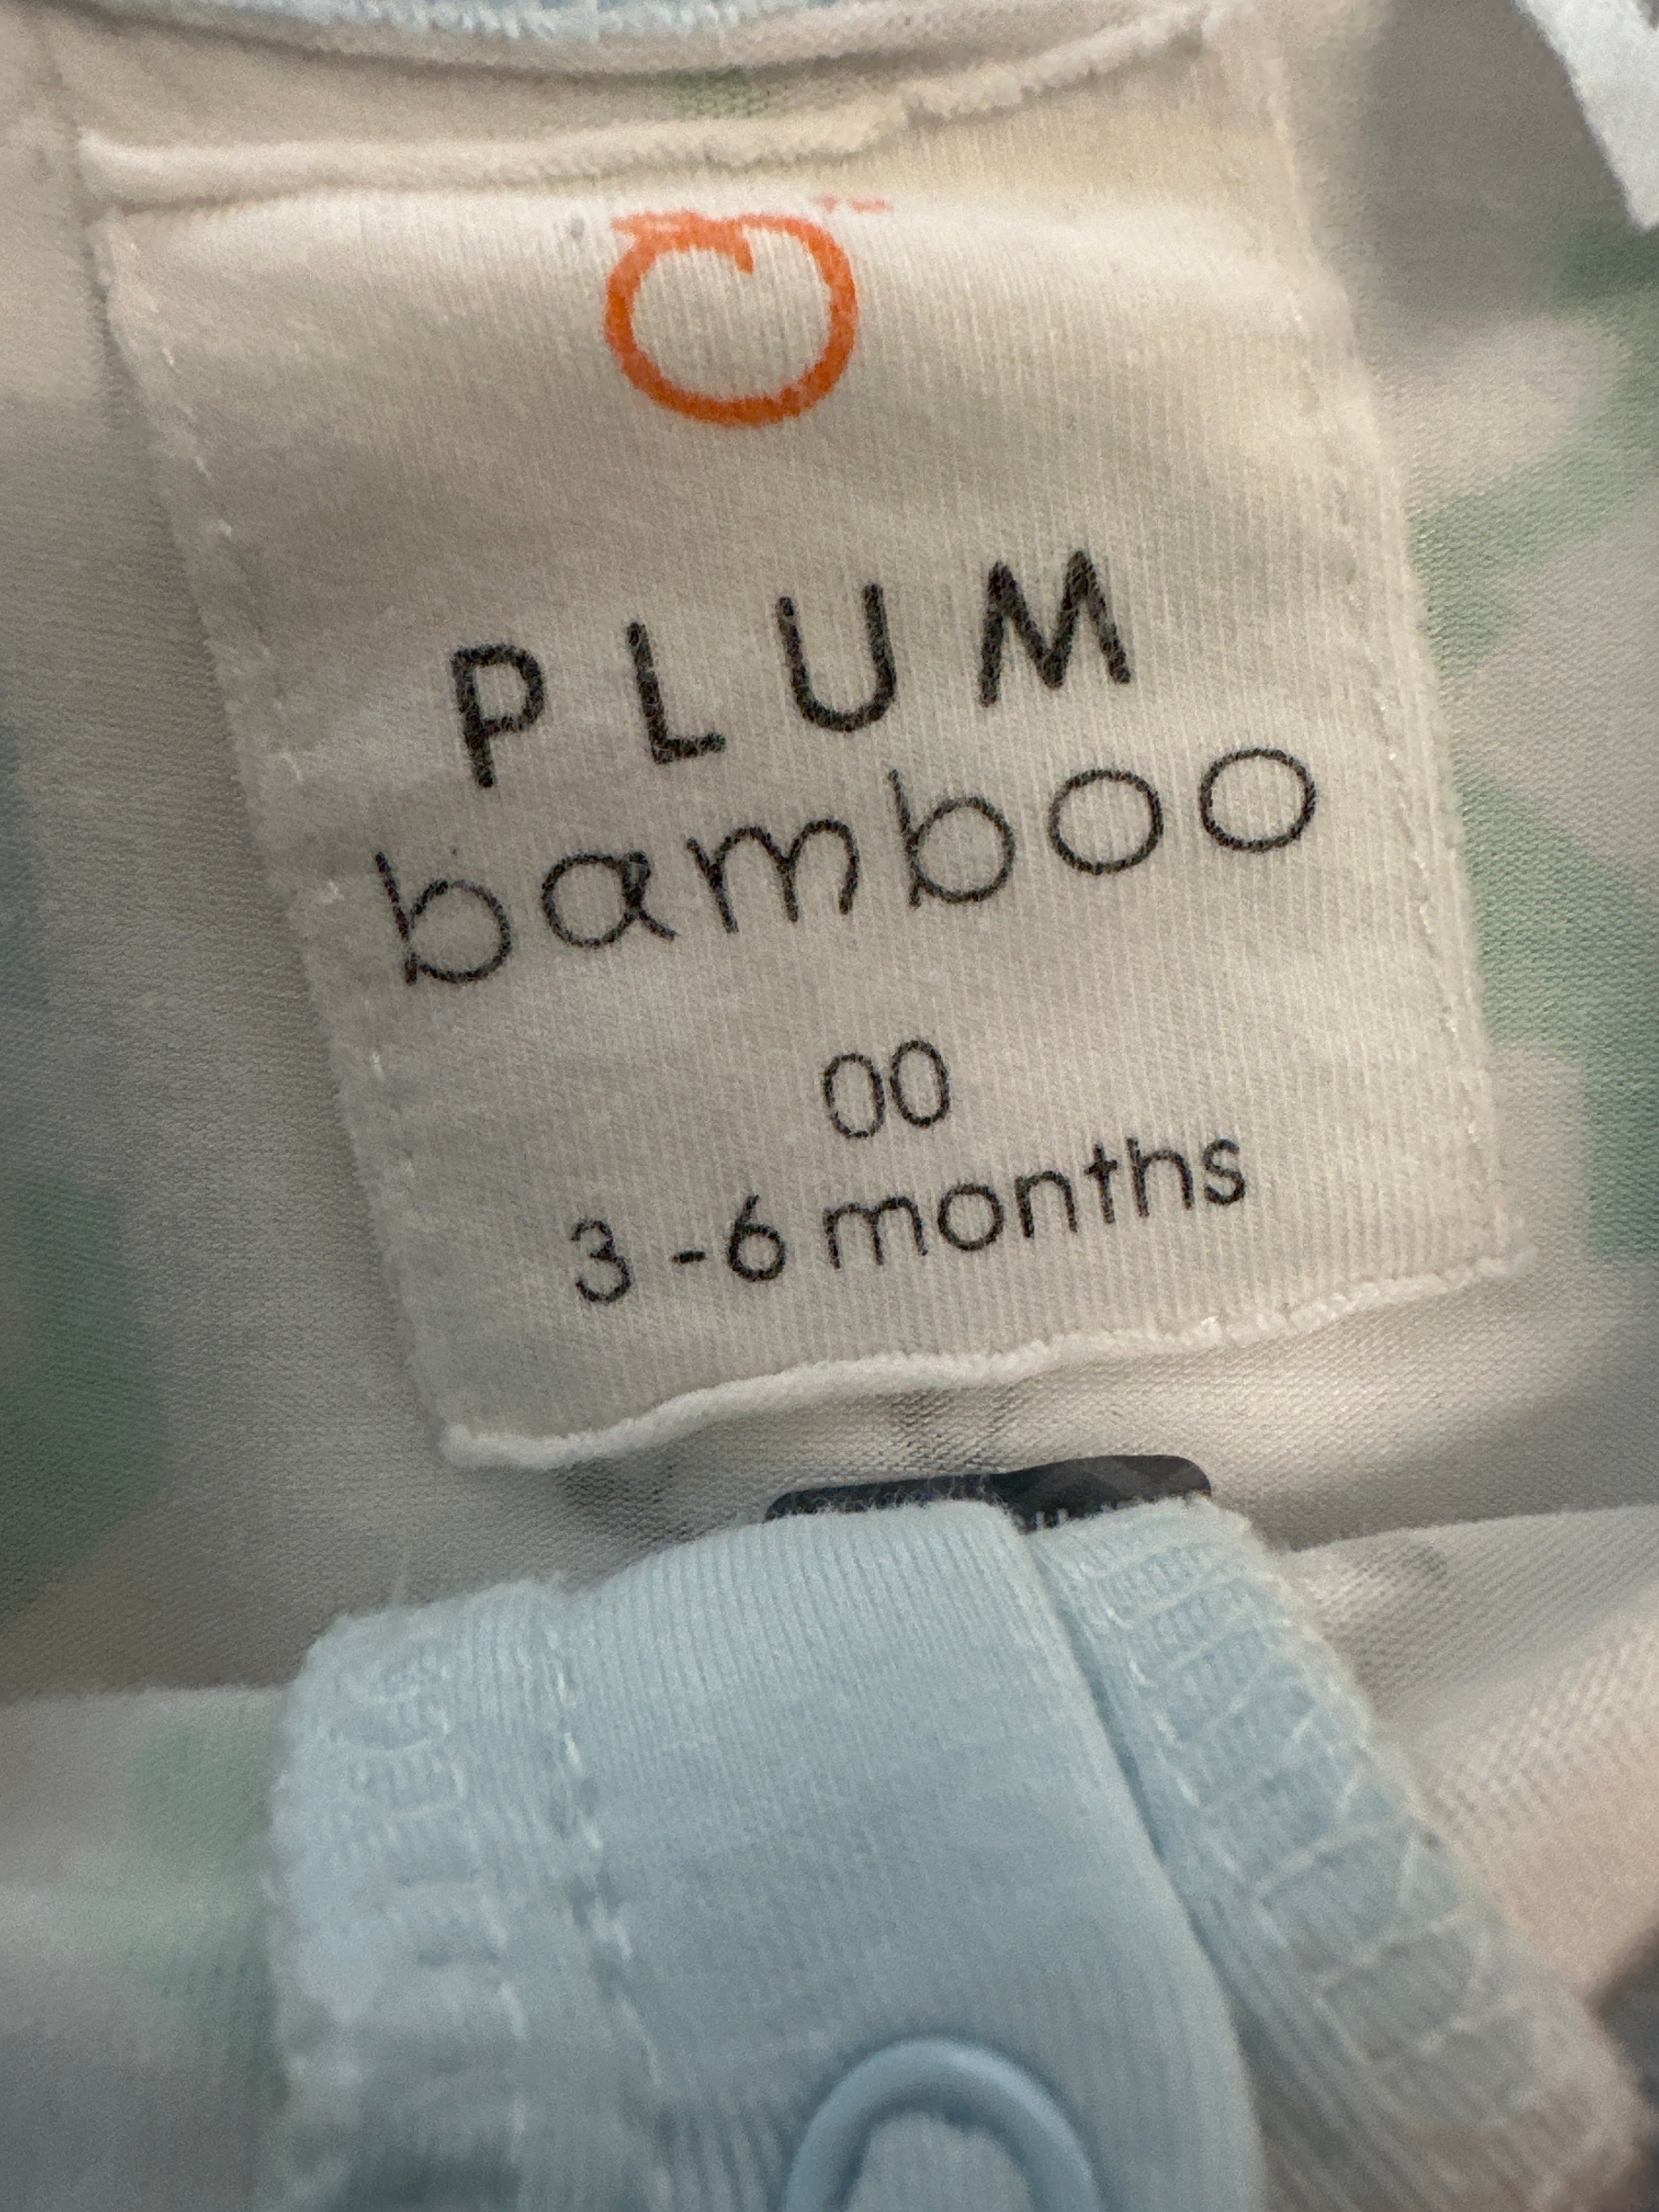 PLUM
bamboo
00
3 - 6 months